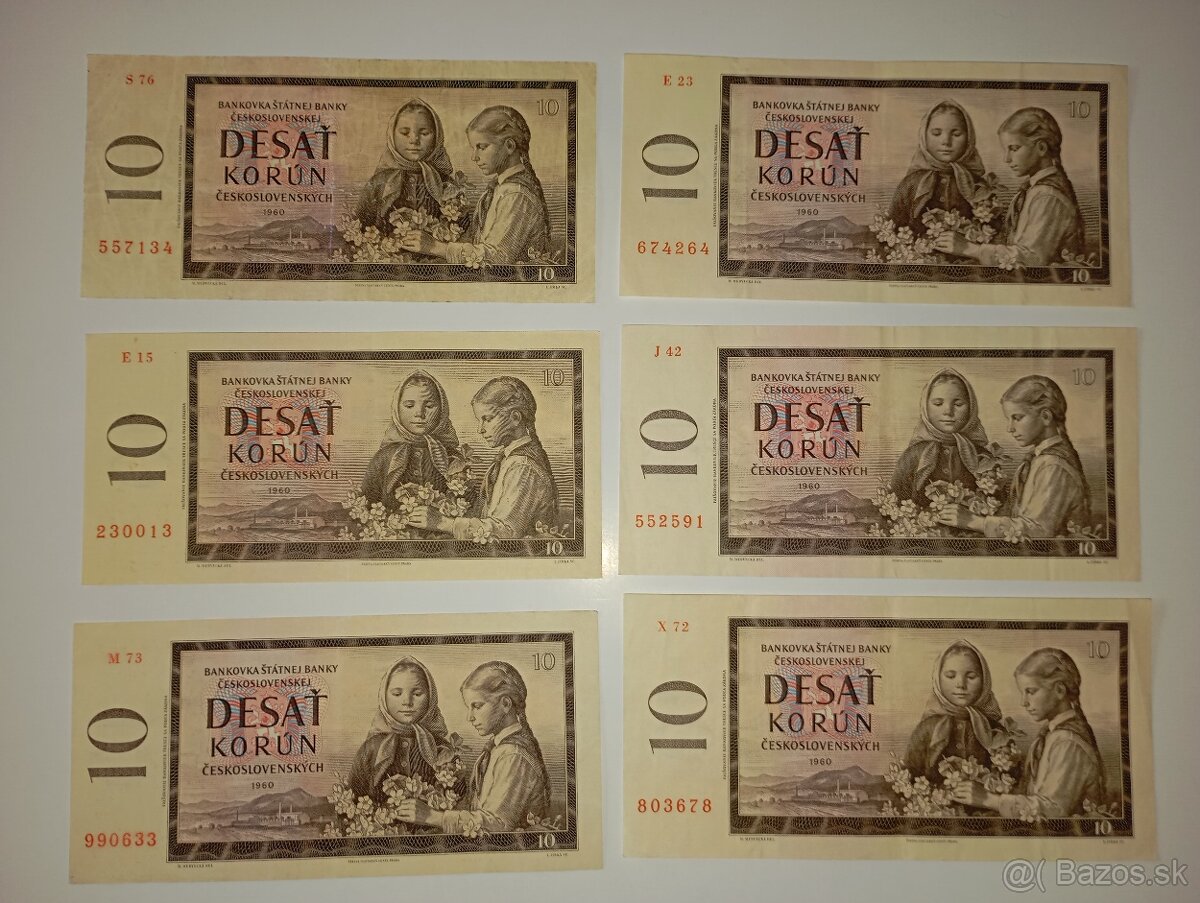 S 76
BANKOVKA ŠTÁTNEJ BANKY
ČESKOSLOVENSKEJ
10
DESAŤ
KORÚN
ČESKOSLOVENSKÝCH
1960
10
557134
10
E 23
BANKOVKA ŠTÁTNEJ BANKY
ČESKOSLOVENSKEJ
10
DESAŤ
KORÚN
ČESKOSLOVENSKÝCH
1960
10
674264
10
E 15
BANKOVKA ŠTÁTNEJ BANKY
ČESKOSLOVENSKEJ
10
DESAŤ
KORÚN
ČESKOSLOVENSKÝCH
1960
10
230013
10
J 42
BANKOVKA ŠTÁTNEJ BANKY
ČESKOSLOVENSKEJ
10
DESAŤ
KORÚN
ČESKOSLOVENSKÝCH
1960
10
552591
10
M 73
BANKOVKA ŠTÁTNEJ BANKY
ČESKOSLOVENSKEJ
10
DESAŤ
KORÚN
ČESKOSLOVENSKÝCH
1960
10
990633
10
X 72
BANKOVKA ŠTÁTNEJ BANKY
ČESKOSLOVENSKEJ
10
DESAŤ
KORÚN
ČESKOSLOVENSKÝCH
1960
10
803678
10
@( Bazos.sk